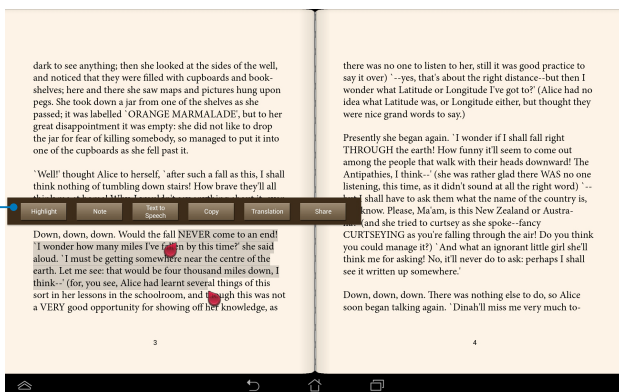 dark to see anything; then she looked at the sides of the well,
and noticed that they were filled with cupboards and book-
shelves; here and there she saw maps and pictures hung upon
pegs. She took down a jar from one of the shelves as she
passed; it was labelled `ORANGE MARMALADE', but to her
great disappointment it was empty: she did not like to drop
the jar for fear of killing somebody, so managed to put it into
one of the cupboards as she fell past it.
`Well!' thought Alice to herself, `after such a fall as this, I shall
think nothing of tumbling down stairs! How brave they'll all
Highlight
Note
Text to
Speech
Copy
Translation
Share
Down, down, down. Would the fall NEVER come to an end!
`I wonder how many miles I've fallen by this time?' she said
aloud. `I must be getting somewhere near the centre of the
earth. Let me see: that would be four thousand miles down, I
think--' (for, you see, Alice had learnt several things of this
sort in her lessons in the schoolroom, and though this was not
a VERY good opportunity for showing off her knowledge, as
3
there was no one to listen to her, still it was good practice to
say it over) `--yes, that's about the right distance--but then I
wonder what Latitude or Longitude I've got to?' (Alice had no
idea what Latitude was, or Longitude either, but thought they
were nice grand words to say.)
Presently she began again. `I wonder if I shall fall right
THROUGH the earth! How funny it'll seem to come out
among the people that walk with their heads downward! The
Antipathies, I think--' (she was rather glad there WAS no one
listening, this time, as it didn't sound at all the right word) `--
but I shall have to ask them what the name of the country is,
know. Please, Ma'am, is this New Zealand or Austra-
(and she tried to curtsey as she spoke--fancy
CURTSEYING as you're falling through the air! Do you think
you could manage it?) `And what an ignorant little girl she'll
think me for asking! No, it'll never do to ask: perhaps I shall
see it written up somewhere.'
Down, down, down. There was nothing else to do, so Alice
soon began talking again. `Dinah'll miss me very much to-
4